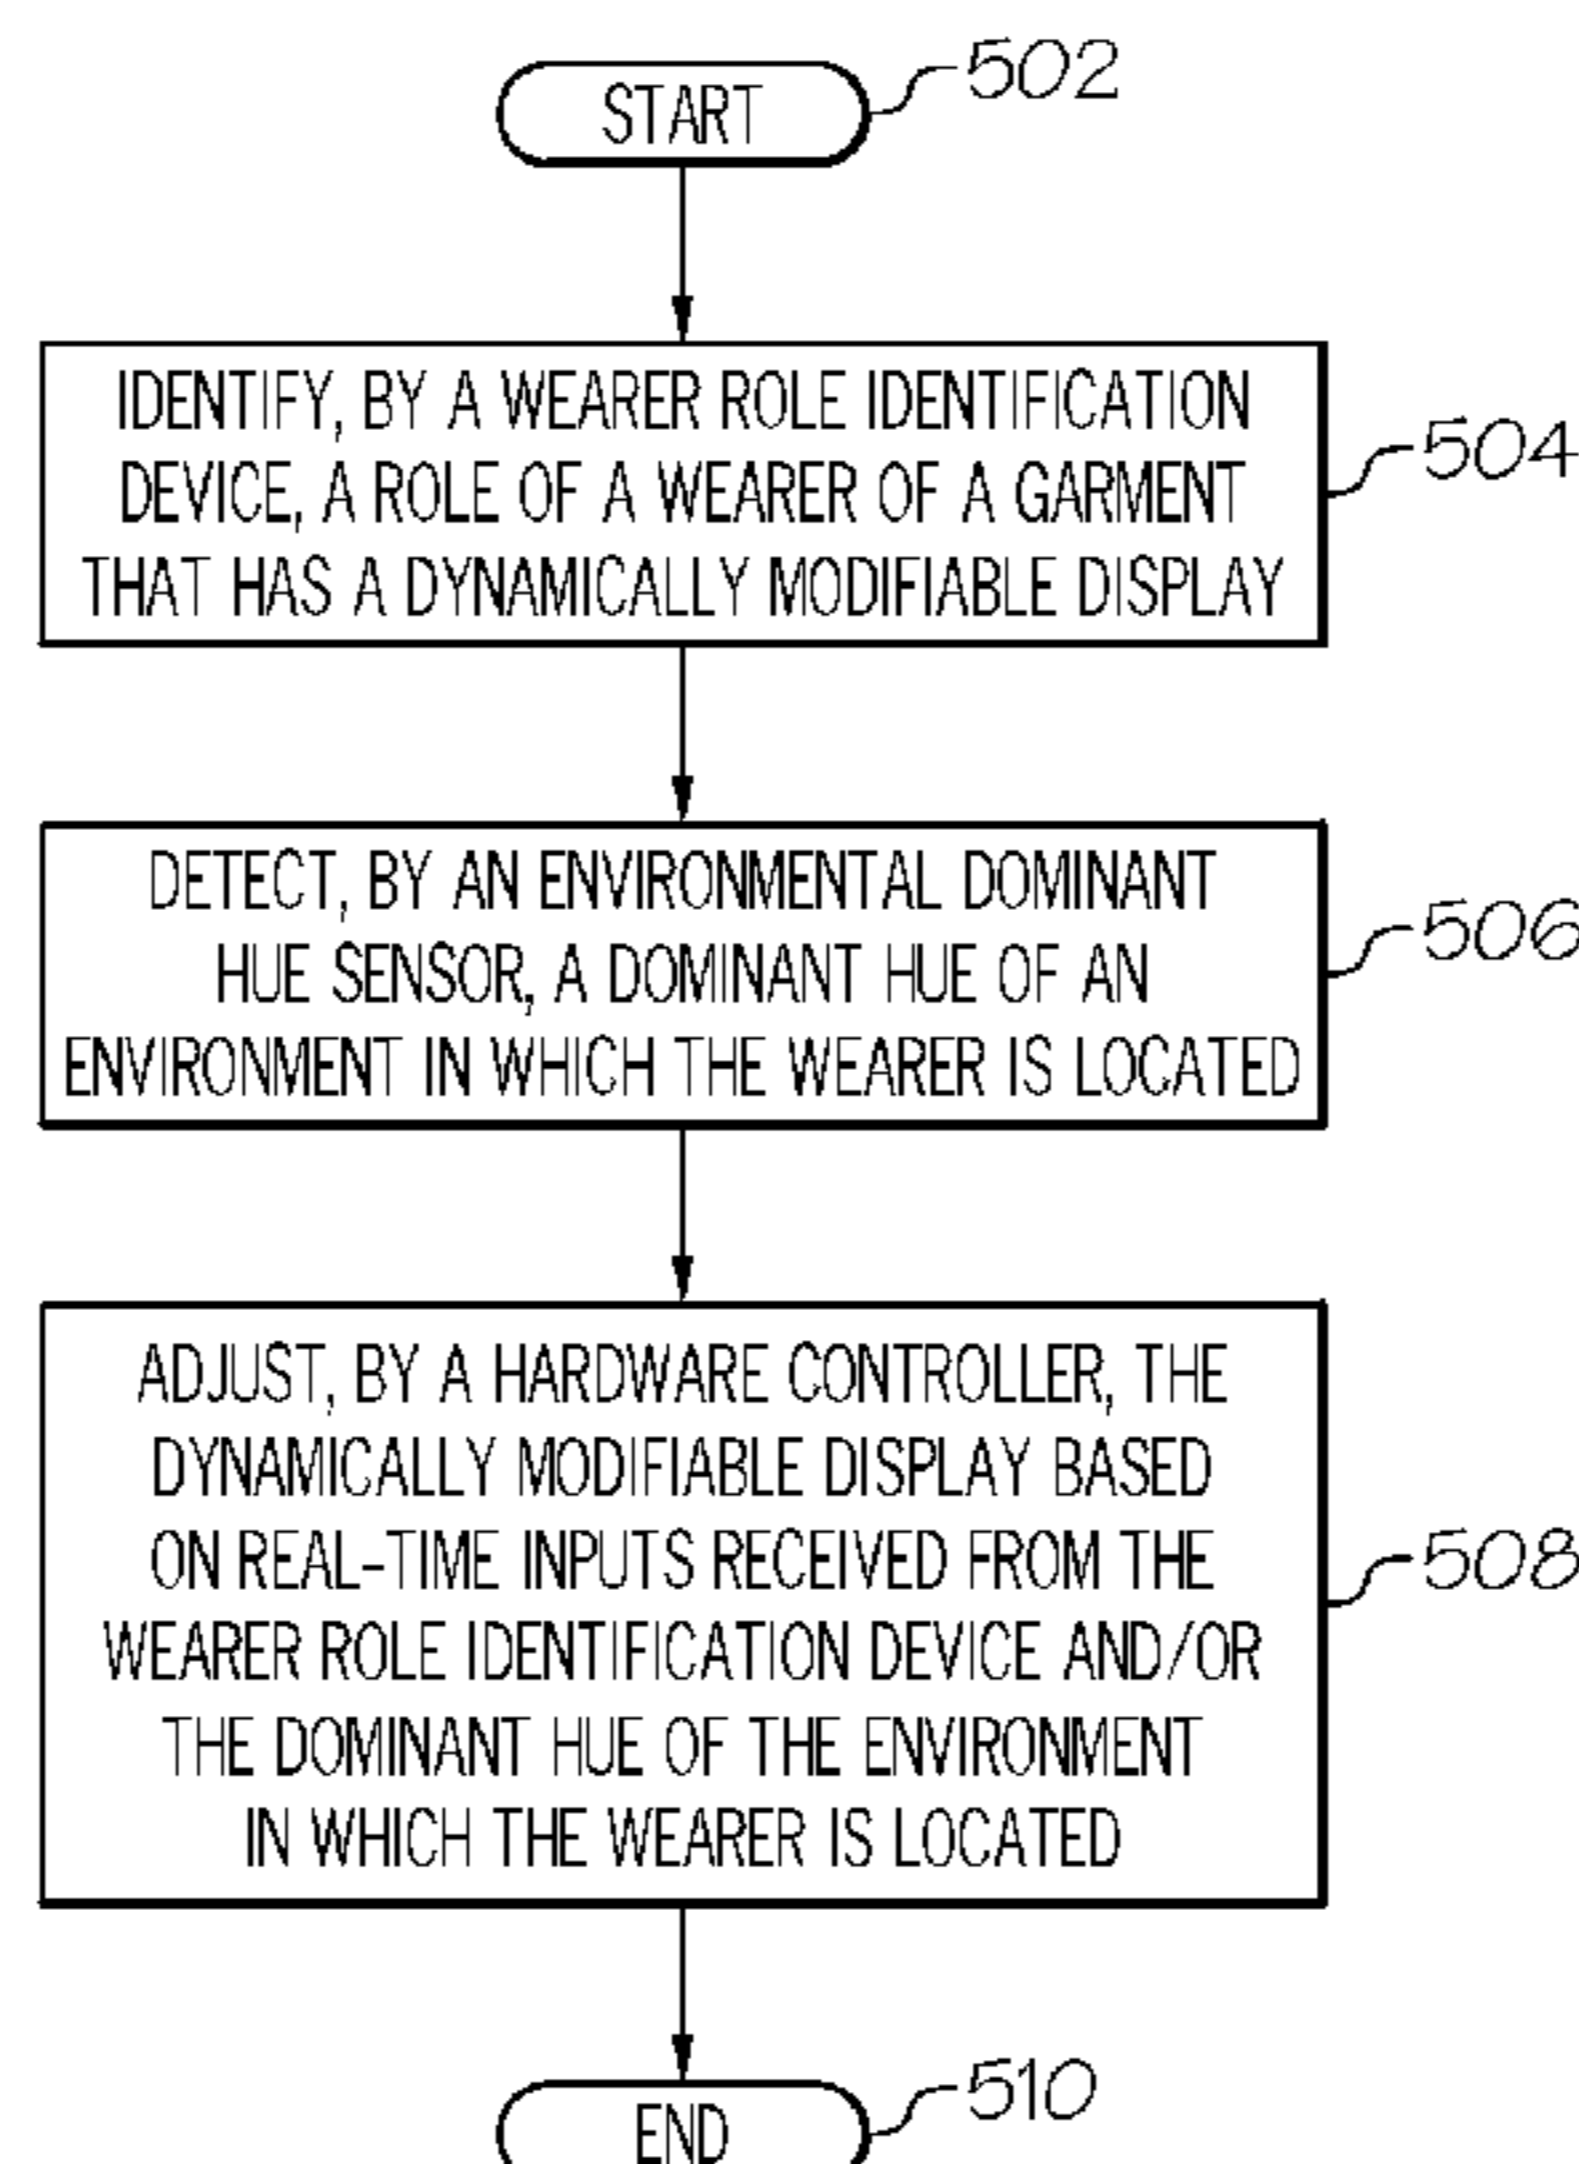 START
502
IDENTIFY, BY A WEARER ROLE IDENTIFICATION
DEVICE, A ROLE OF A WEARER OF A GARMENT
THAT HAS A DYNAMICALLY MODIFIABLE DISPLAY
504
DETECT, BY AN ENVIRONMENTAL DOMINANT
HUE SENSOR, A DOMINANT HUE OF AN
ENVIRONMENT IN WHICH THE WEARER IS LOCATED
506
ADJUST, BY A HARDWARE CONTROLLER, THE
DYNAMICALLY MODIFIABLE DISPLAY BASED
ON REAL-TIME INPUTS RECEIVED FROM THE
WEARER ROLE IDENTIFICATION DEVICE AND/OR
THE DOMINANT HUE OF THE ENVIRONMENT
IN WHICH THE WEARER IS LOCATED
508
END
510